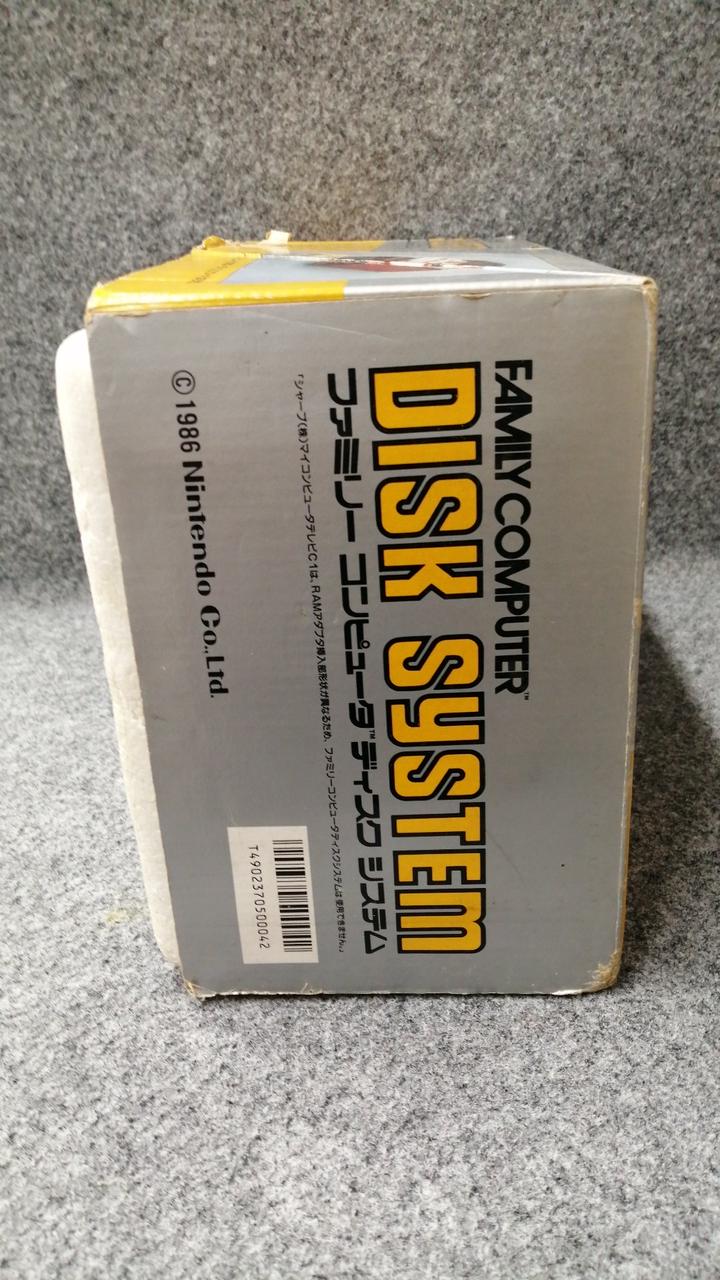 FAMILY COMPUTER™
DISK SYSTEM
ファミリー コンピュータ™ ディスク システム
「シャープ(株)マイコンピュータテレビC1は、RAMアダプタ挿入部形状が異なるため、ファミリーコンピュータディスクシステムは使用できません。」
© 1986 Nintendo Co., Ltd.
T4902370500042